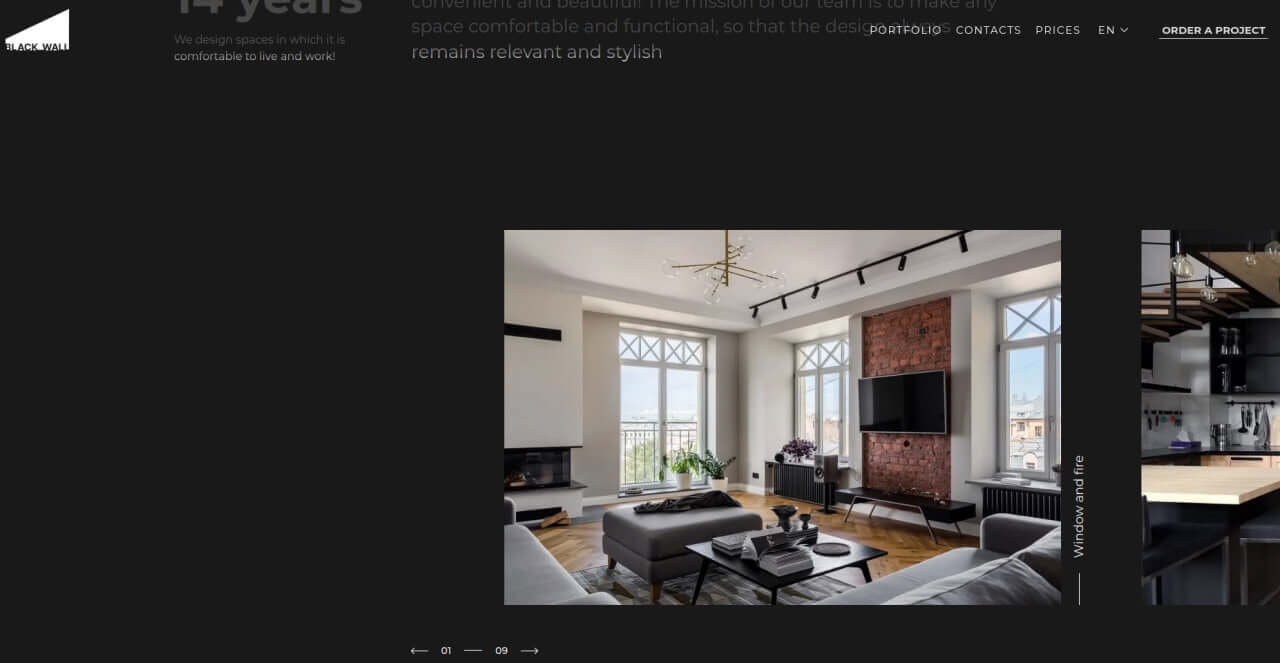 14 years
We design spaces in which it is
comfortable to live and work!
convenient and beautiful! The mission of our team is to make any
space comfortable and functional, so that the design always
remains relevant and stylish
BLACK WALL
PORTFOLIO
CONTACTS
PRICES
EN
ORDER A PROJECT
Window and fire
01
09